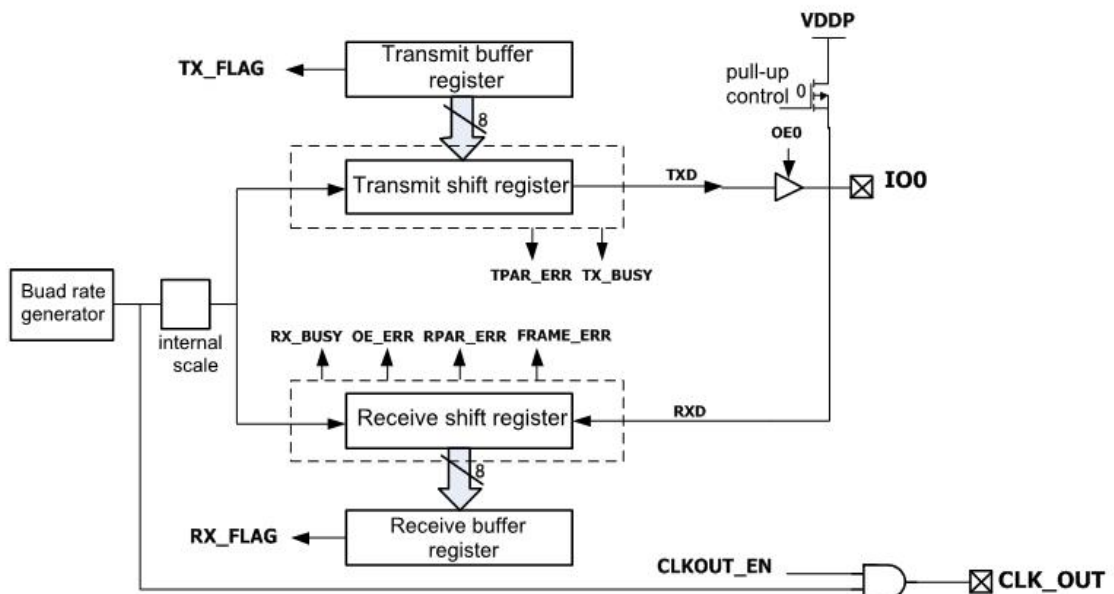 VDDP
Transmit buffer
register
TX_FLAG
pull-up
control
0
8
OE0
Transmit shift register
TXD
IO0
TPAR_ERR TX_BUSY
Buad rate
generator
internal
scale
RX_BUSY OE_ERR RPAR_ERR FRAME_ERR
Receive shift register
RXD
8
Receive buffer
register
RX_FLAG
CLKOUT_EN
CLK_OUT